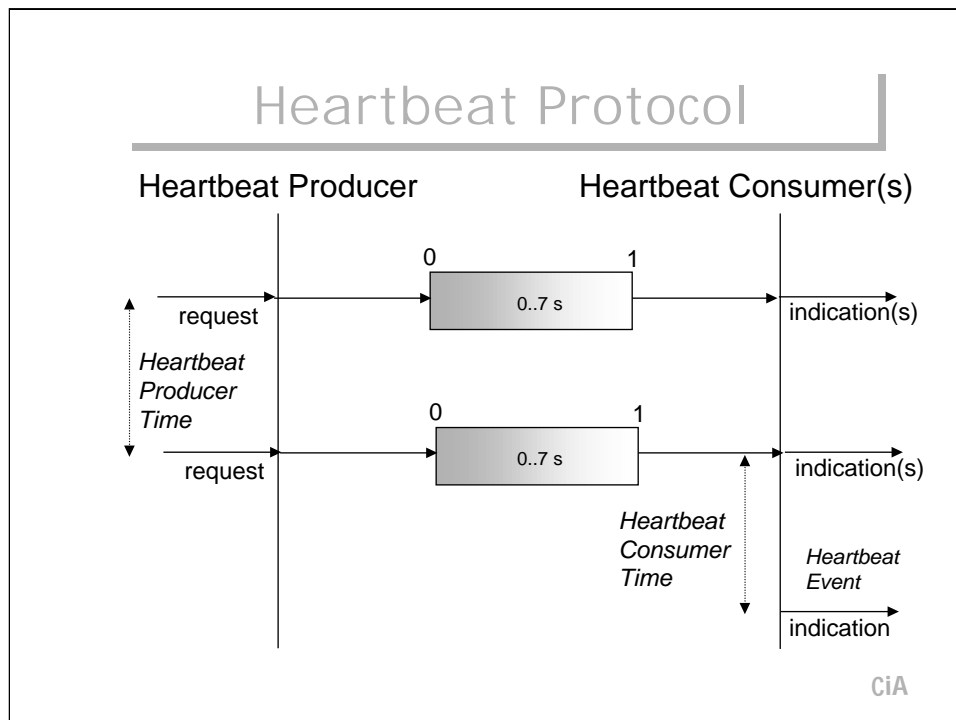 Heartbeat Protocol
Heartbeat Producer
Heartbeat Consumer(s)
0
1
0..7 s
request
indication(s)
Heartbeat
Producer
Time
0
1
0..7 s
request
indication(s)
Heartbeat
Consumer
Time
Heartbeat
Event
indication
CiA